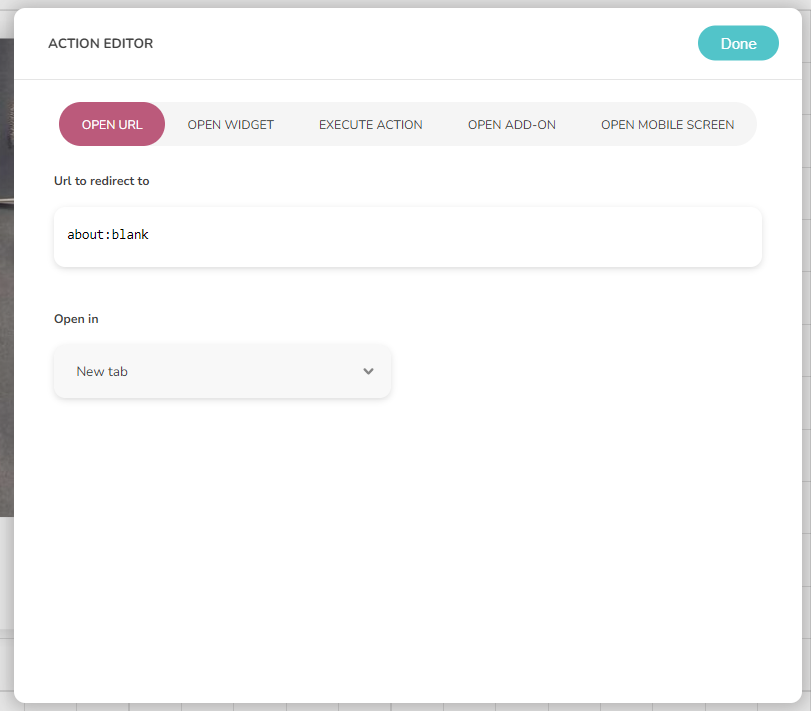 ACTION EDITOR
Done
OPEN URL OPEN WIDGET EXECUTE ACTION OPEN ADD-ON OPEN MOBILE SCREEN
Url to redirect to
about:blank
Open in
New tab